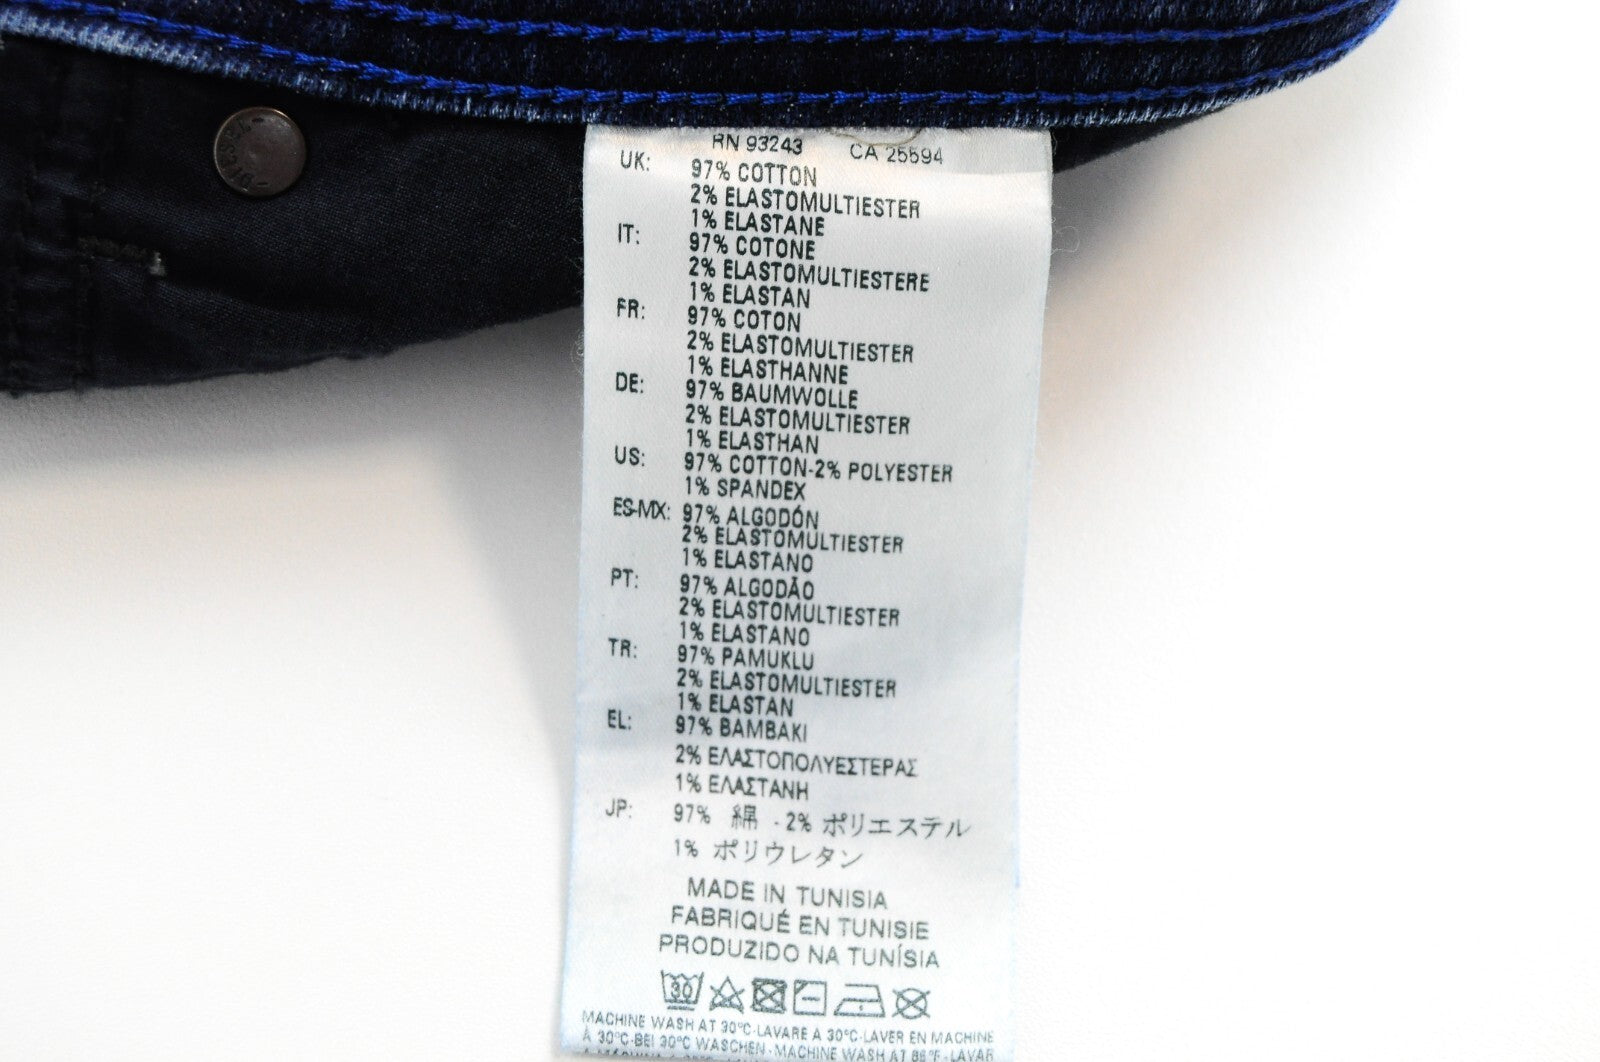 DIESEL
RN 93243 CA 25594
UK: 97% COTTON
2% ELASTOMULTIESTER
1% ELASTANE
IT: 97% COTONE
2% ELASTOMULTIESTERE
1% ELASTAN
FR: 97% COTON
2% ELASTOMULTIESTER
1% ELASTHANNE
DE: 97% BAUMWOLLE
2% ELASTOMULTIESTER
1% ELASTHAN
US: 97% COTTON-2% POLYESTER
1% SPANDEX
ES-MX: 97% ALGODÓN
2% ELASTOMULTIESTER
1% ELASTANO
PT: 97% ALGODÃO
2% ELASTOMULTIESTER
1% ELASTANO
TR: 97% PAMUKLU
2% ELASTOMULTIESTER
1% ELASTAN
EL: 97% ΒΑΜΒΑΚΙ
2% ΕΛΑΣΤΟΠΟΛΥΕΣΤΕΡΑΣ
1% ΕΛΑΣΤΑΝΗ
JP: 97% 綿 -2% ポリエステル
1% ポリウレタン
MADE IN TUNISIA
FABRIQUÉ EN TUNISIE
PRODUZIDO NA TUNÍSIA
30
MACHINE WASH AT 30°C-LAVARE A 30°C-LAVER EN MACHINE
À 30°C-BEI 30°C WASCHEN-MACHINE WASH AT 86°F-LAVAR